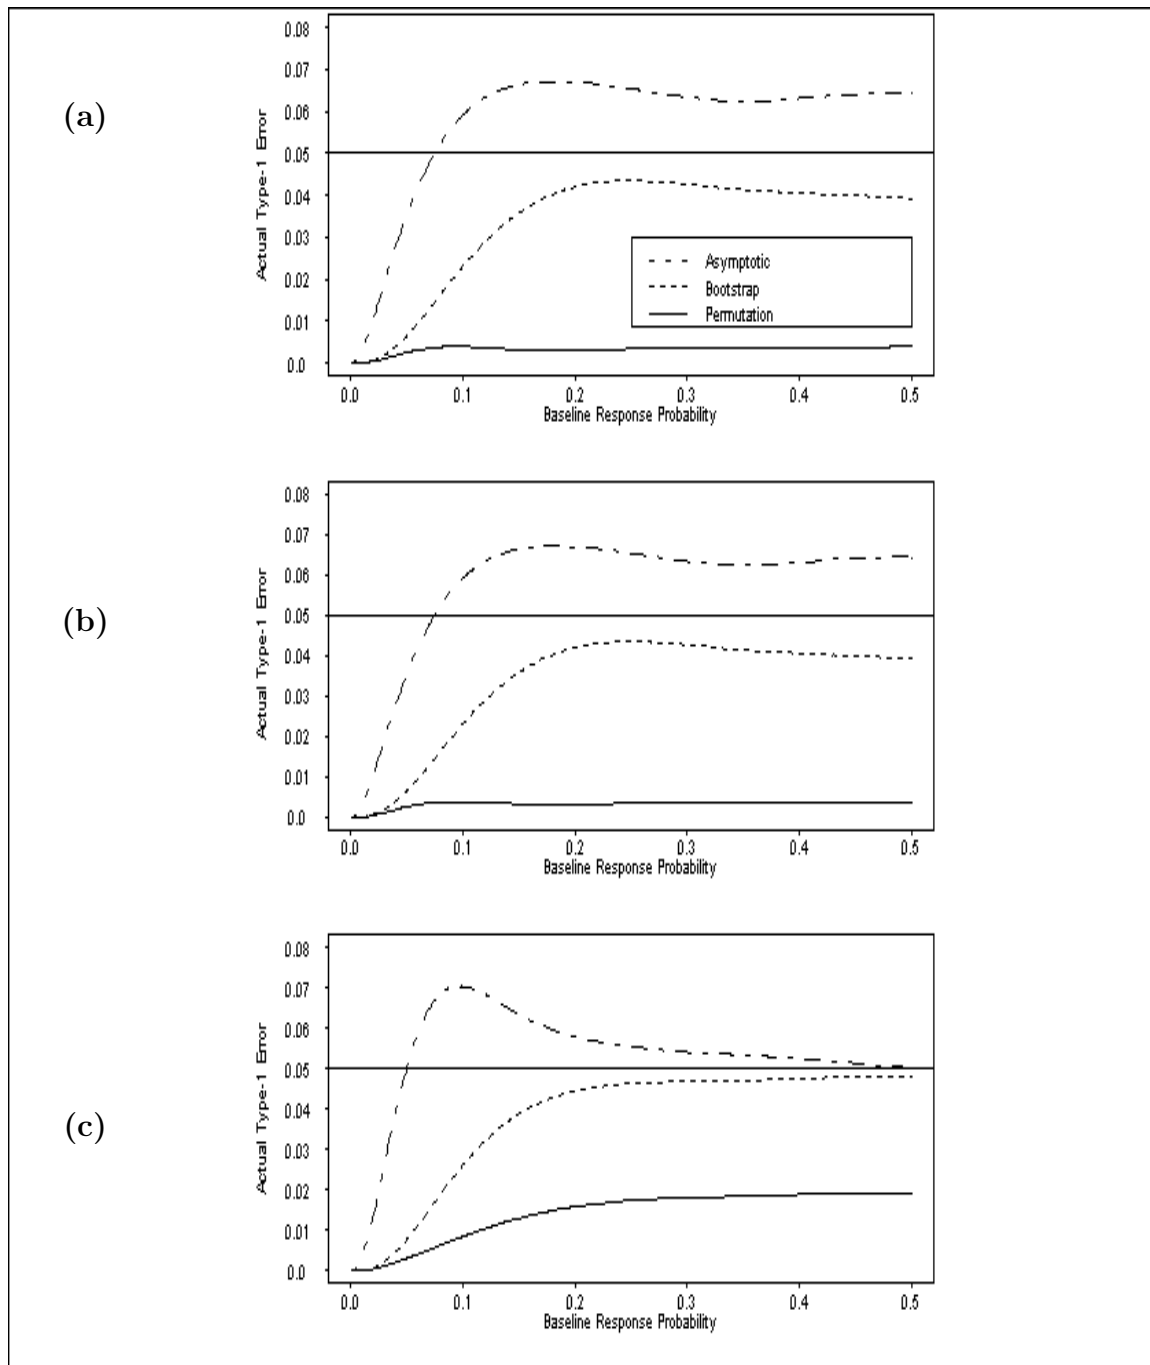 (a)
Actual Type-1 Error
0.08
0.07
0.06
0.05
0.04
0.03
0.02
0.01
0.0
Asymptotic
Bootstrap
Permutation
0.0 0.1 0.2 0.3 0.4 0.5
Baseline Response Probability
(b)
Actual Type-1 Error
0.08
0.07
0.06
0.05
0.04
0.03
0.02
0.01
0.0
0.0 0.1 0.2 0.3 0.4 0.5
Baseline Response Probability
(c)
Actual Type-1 Error
0.08
0.07
0.06
0.05
0.04
0.03
0.02
0.01
0.0
0.0 0.1 0.2 0.3 0.4 0.5
Baseline Response Probability